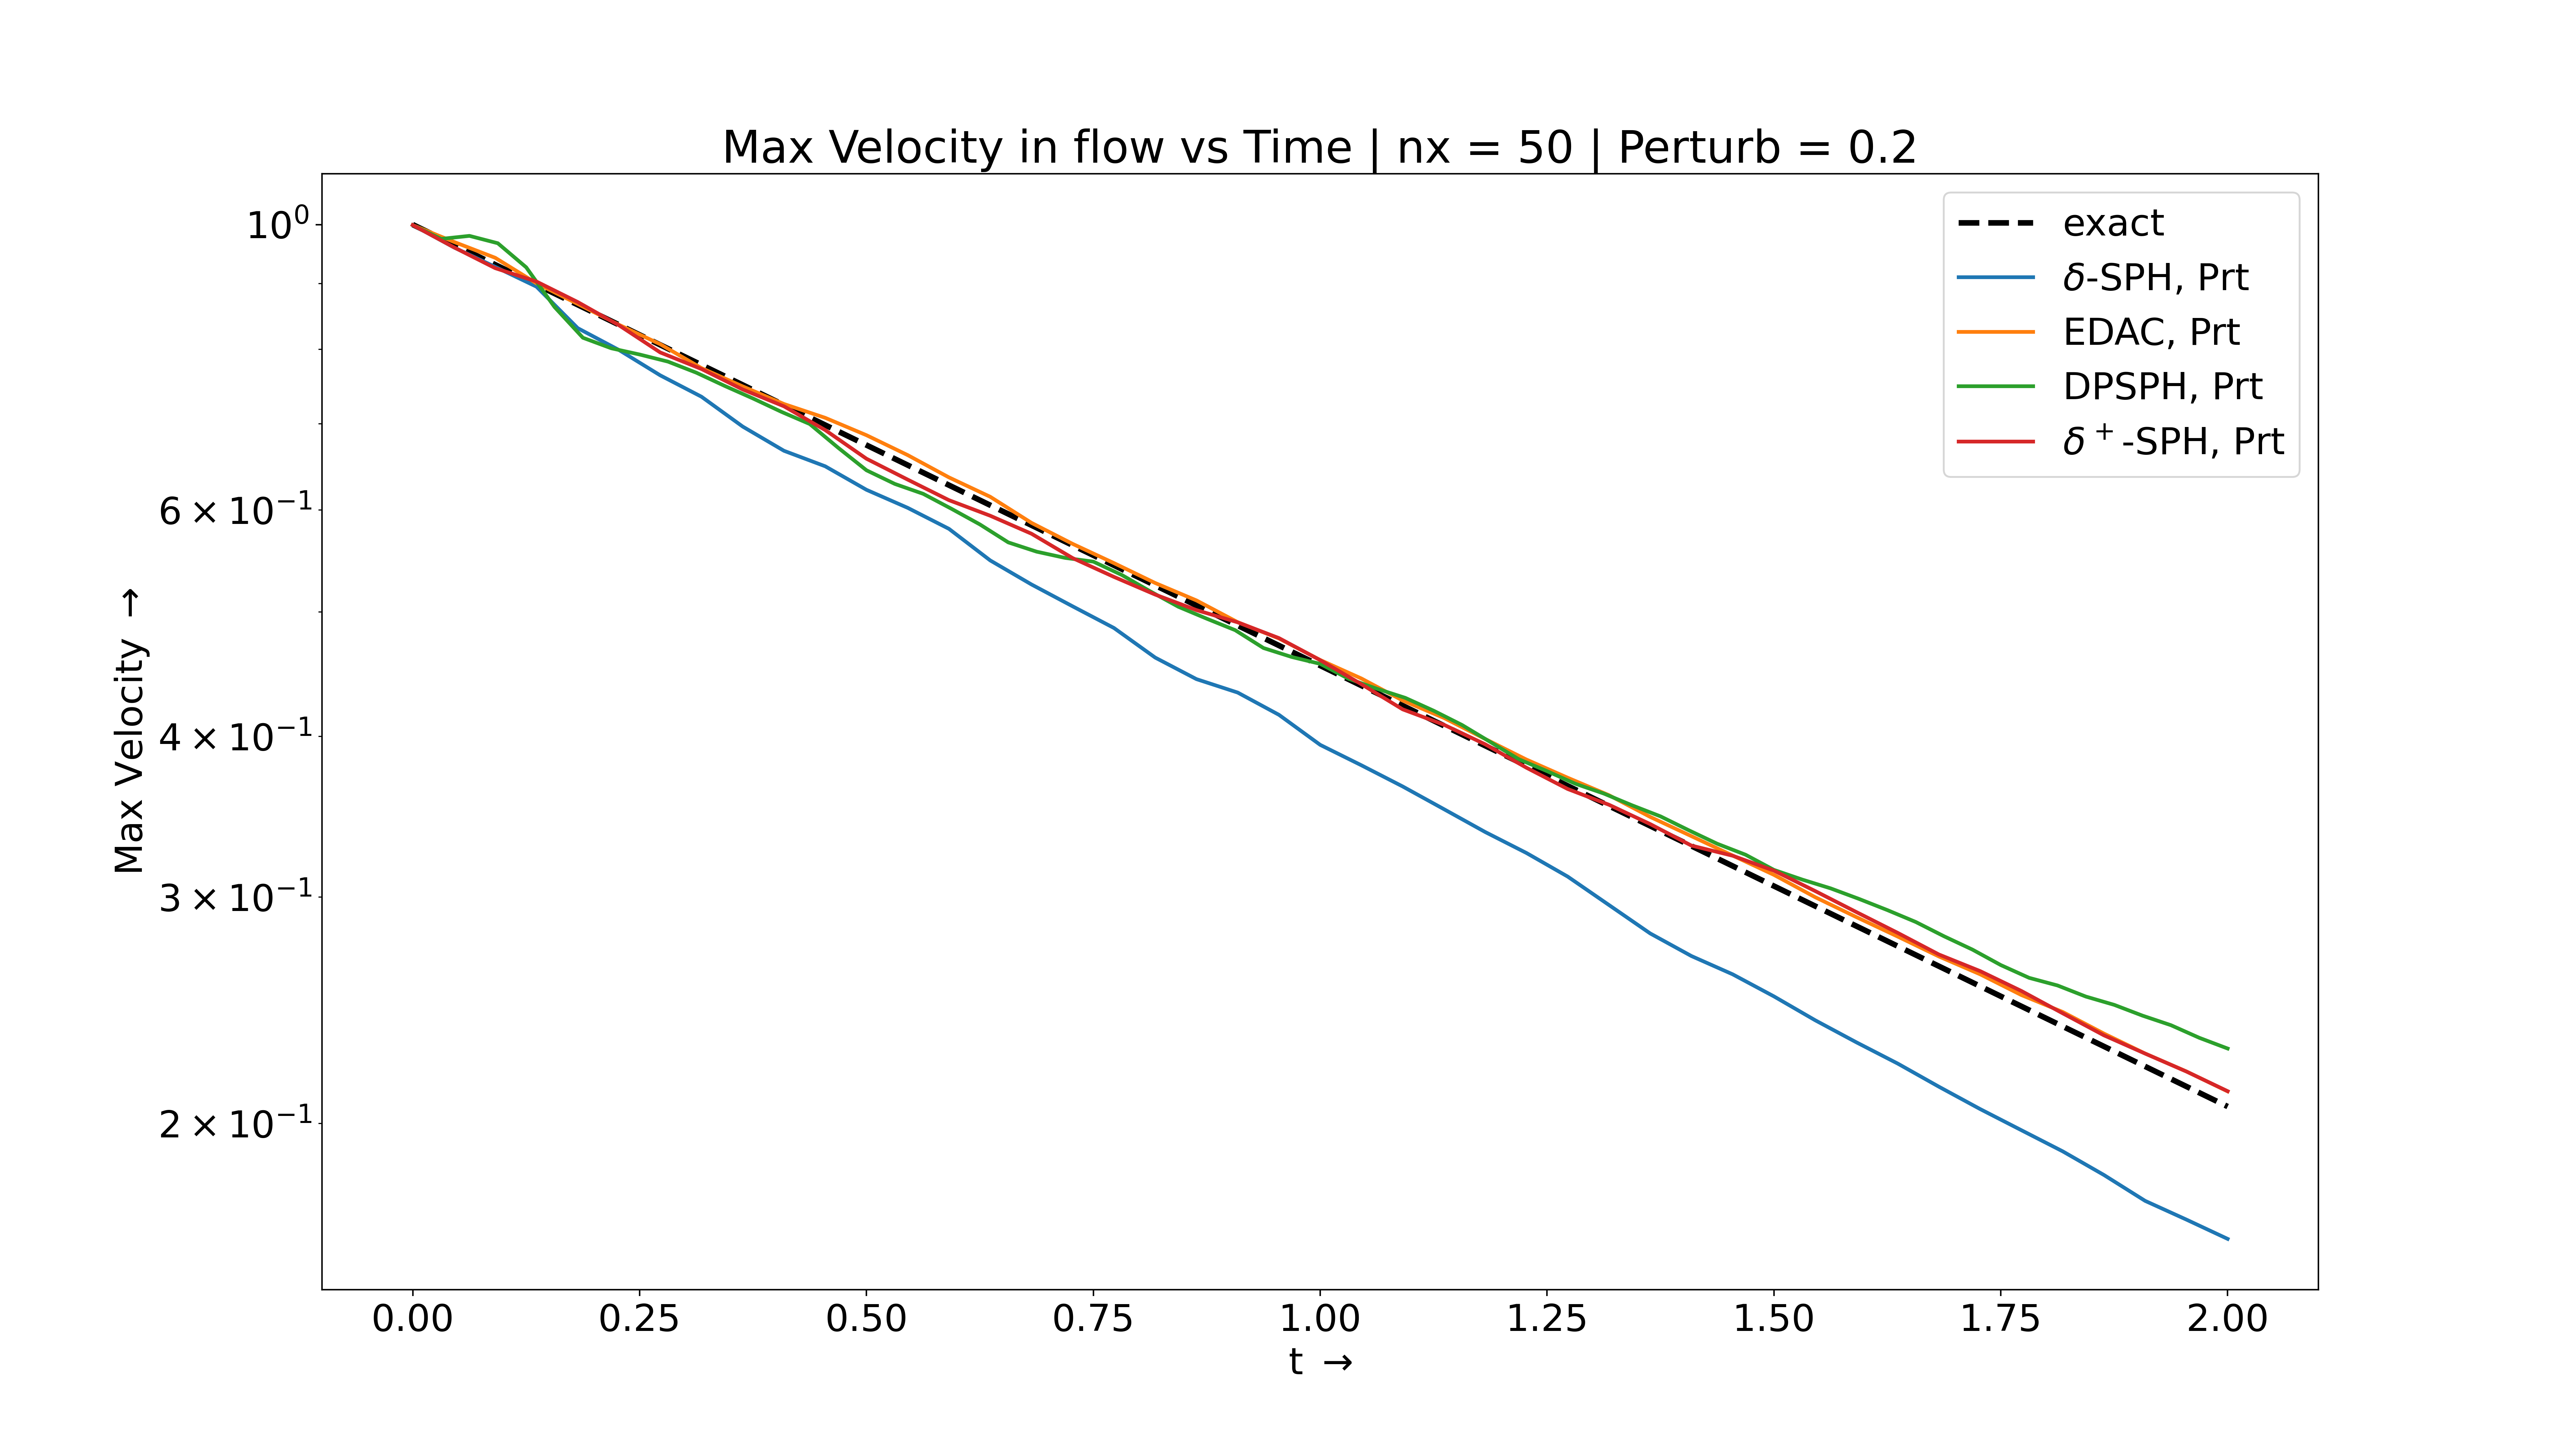 Max Velocity in flow vs Time | nx = 50 | Perturb = 0.2
10⁰
6 × 10⁻¹
4 × 10⁻¹
3 × 10⁻¹
2 × 10⁻¹
Max Velocity →
exact
δ-SPH, Prt
EDAC, Prt
DPSPH, Prt
δ⁺-SPH, Prt
0.00 0.25 0.50 0.75 1.00 1.25 1.50 1.75 2.00
t →